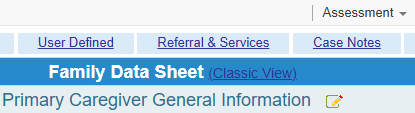 Assessment
User Defined Referral & Services Case Notes
Family Data Sheet (Classic View)
Primary Caregiver General Information